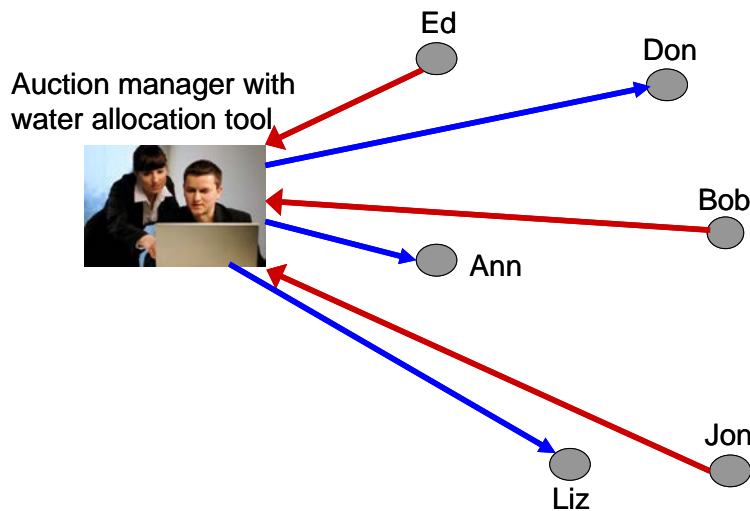 Ed
Don
Auction manager with
water allocation tool
Bob
Ann
Jon
Liz